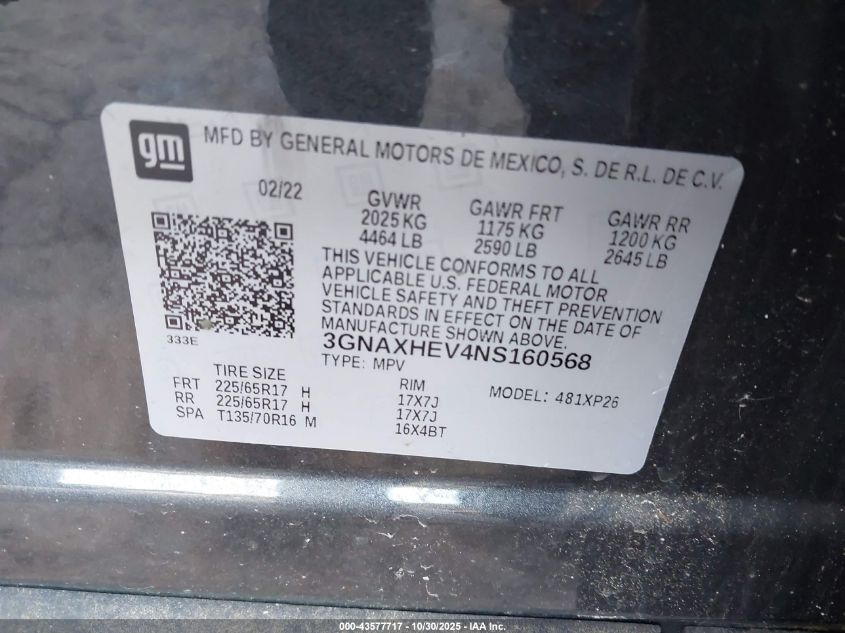 gm
MFD BY GENERAL MOTORS DE MEXICO, S. DE R.L. DE C.V.
02/22
GVWR GAWR FRT GAWR RR
2025 KG 1175 KG 1200 KG
4464 LB 2590 LB 2645 LB
THIS VEHICLE CONFORMS TO ALL
APPLICABLE U.S. FEDERAL MOTOR
VEHICLE SAFETY AND THEFT PREVENTION
STANDARDS IN EFFECT ON THE DATE OF
MANUFACTURE SHOWN ABOVE.
333E
3GNAXHEV4NS160568
TYPE: MPV
TIRE SIZE RIM MODEL: 481XP26
FRT 225/65R17 H 17X7J
RR 225/65R17 H 17X7J
SPA T135/70R16 M 16X4BT
000-43577717 - 10/30/2025 - IAA Inc.